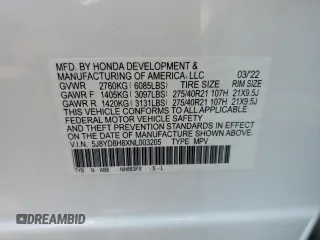 MFD. BY HONDA DEVELOPMENT &
MANUFACTURING OF AMERICA, LLC 03/22
GVWR 2760KG (6085LBS) TIRE SIZE RIM SIZE
GAWR F 1405KG (3097LBS) 275/40R21 107H 21X9.5J
GAWR R 1420KG (3131LBS) 275/40R21 107H 21X9.5J
THIS VEHICLE CONFORMS TO ALL APPLICABLE
FEDERAL MOTOR VEHICLE SAFETY
AND THEFT PREVENTION STANDARDS IN
EFFECT ON THE DATE OF MANUFACTURE
SHOWN ABOVE.
V.I.N. 5J8YD8H8XNL003205 TYPE MPV
NH883PX S - L
AUTOBIDMASTER